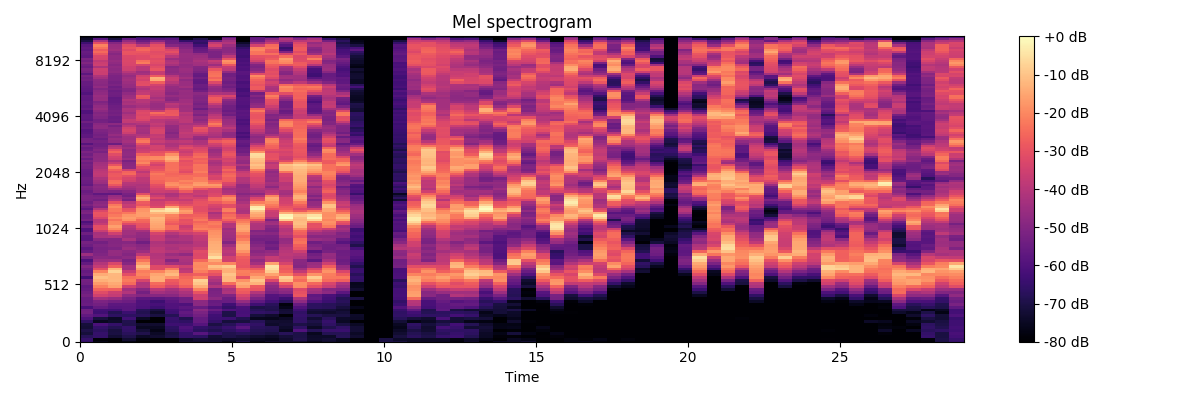 Mel spectrogram
Hz
8192
4096
2048
1024
512
0
0 5 10 15 20 25
Time
+0 dB
-10 dB
-20 dB
-30 dB
-40 dB
-50 dB
-60 dB
-70 dB
-80 dB